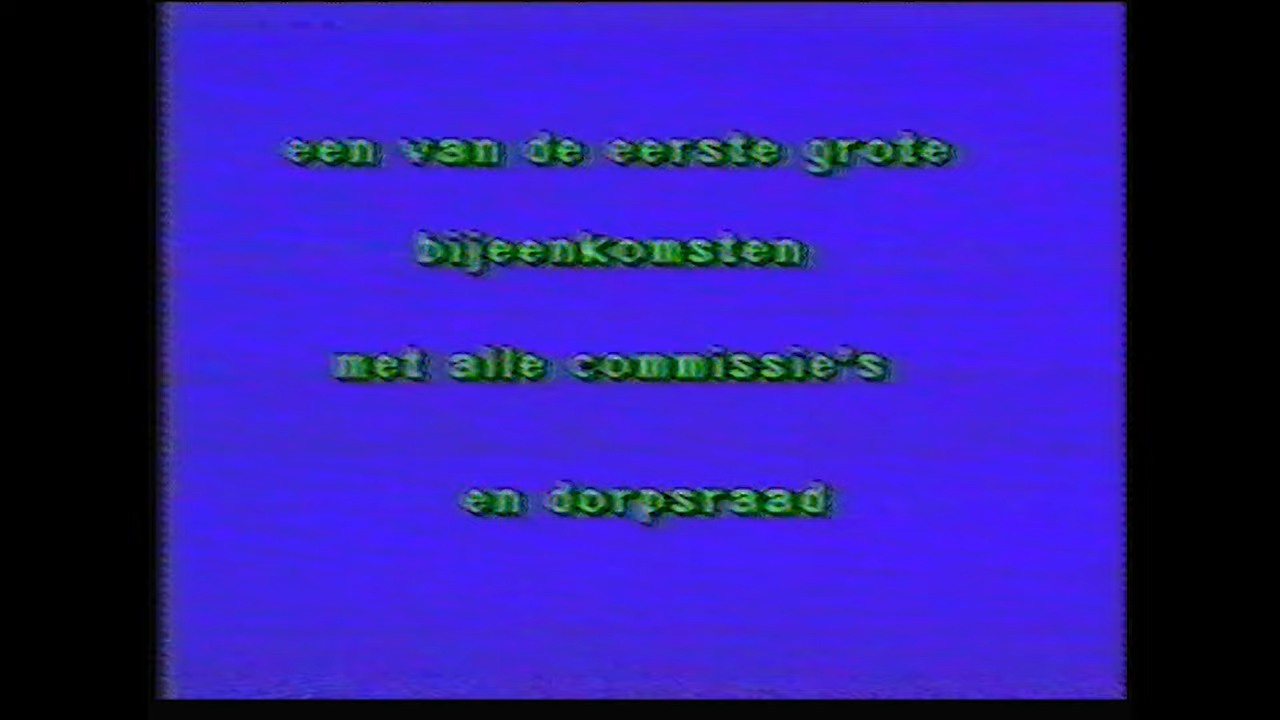 een van de eerste grote
bijeenkomsten
met alle commissie's
en dorpsraad